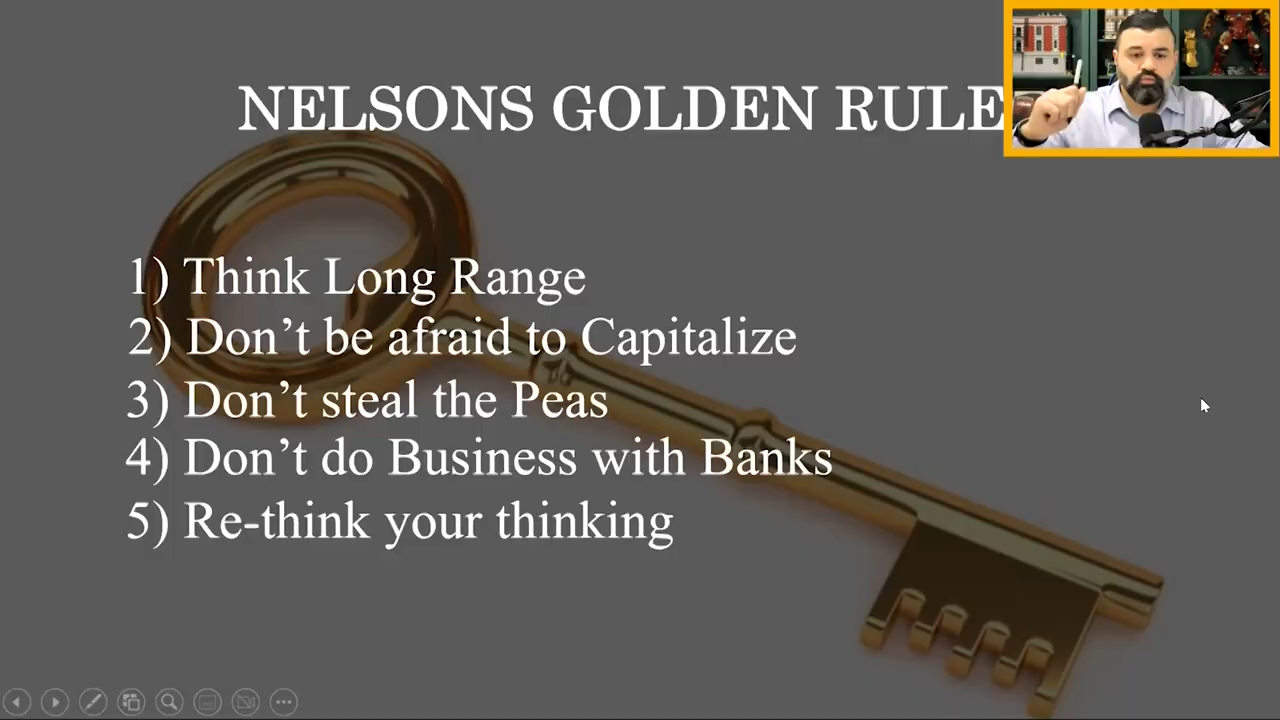 NELSONS GOLDEN RULE
1) Think Long Range
2) Don’t be afraid to Capitalize
3) Don’t steal the Peas
4) Don’t do Business with Banks
5) Re-think your thinking